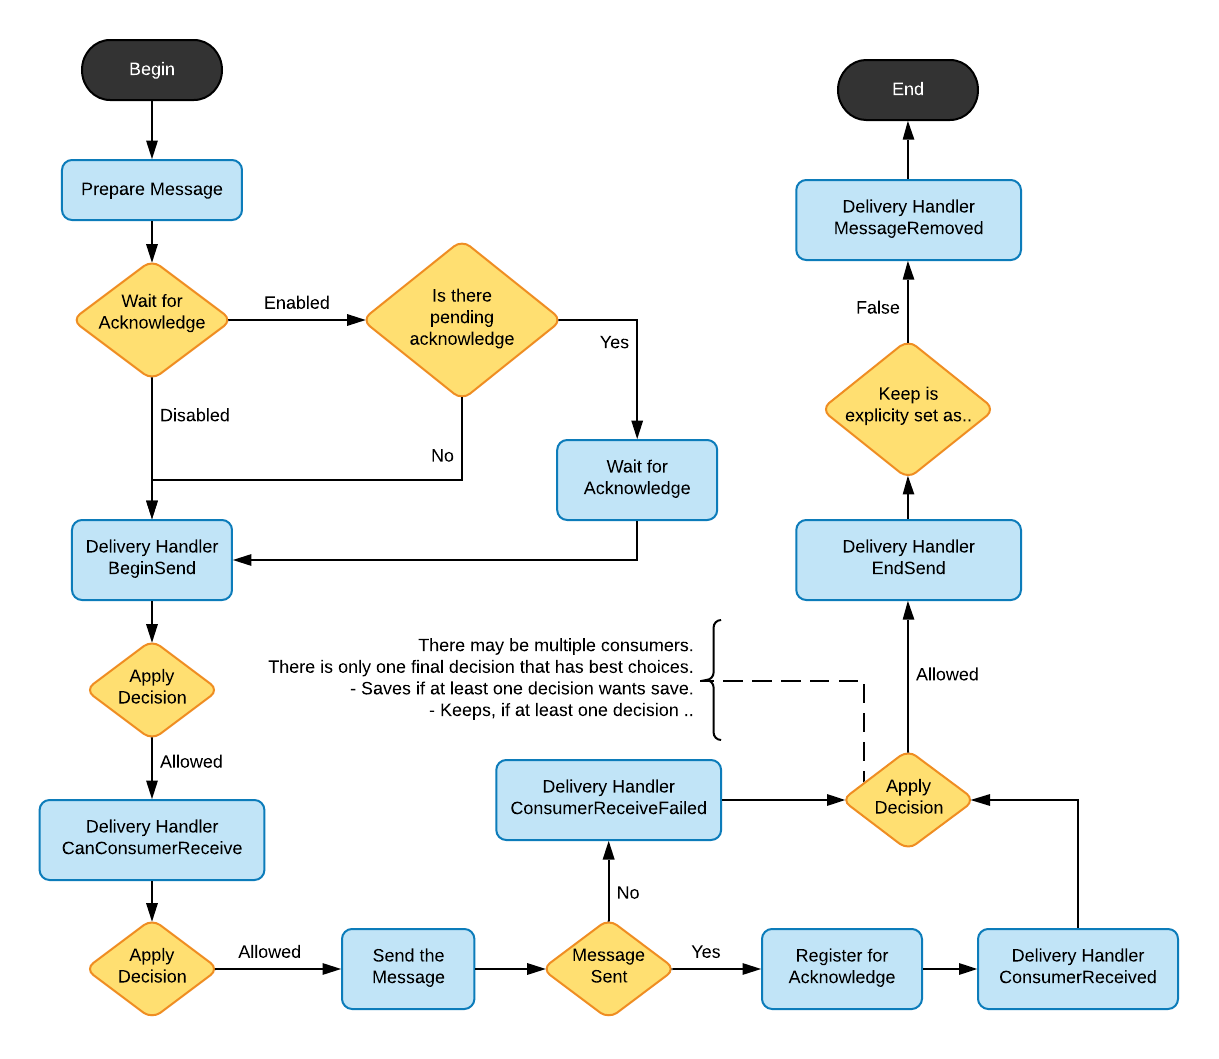 Begin
Prepare Message
Wait for
Acknowledge
Enabled
Is there
pending
acknowledge
Yes
Disabled
No
Wait for
Acknowledge
Delivery Handler
BeginSend
Apply
Decision
Allowed
Delivery Handler
CanConsumerReceive
Apply
Decision
Allowed
Send the
Message
Message
Sent
No
Yes
Delivery Handler
ConsumerReceiveFailed
Register for
Acknowledge
Delivery Handler
ConsumerReceived
There may be multiple consumers.
There is only one final decision that has best choices.
- Saves if at least one decision wants save.
- Keeps, if at least one decision ..
Apply
Decision
Allowed
Delivery Handler
EndSend
Keep is
explicity set as..
False
Delivery Handler
MessageRemoved
End